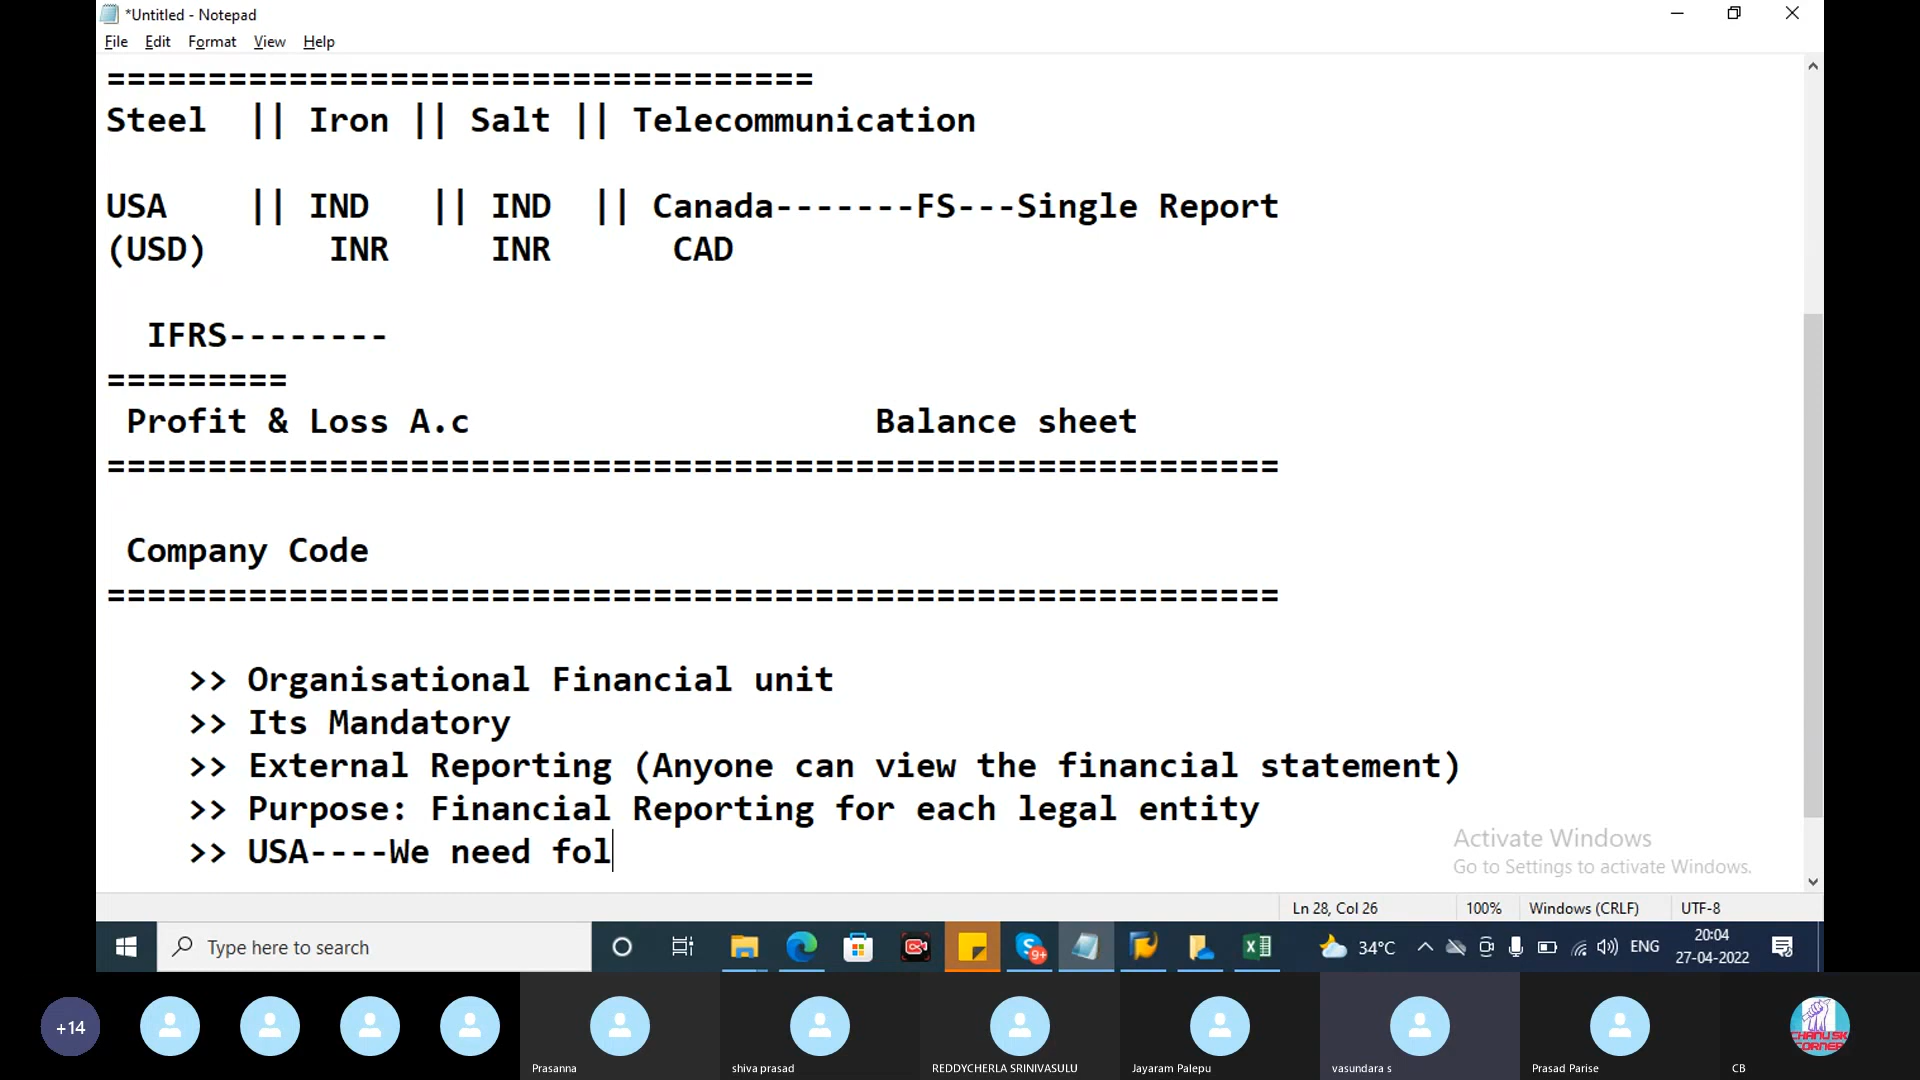 *Untitled - Notepad
File Edit Format View Help
===================================
Steel || Iron || Salt || Telecommunication
USA || IND || IND || Canada-------FS---Single Report
(USD) INR INR CAD
IFRS--------
=========
Profit & Loss A.c Balance sheet
==========================================================
Company Code
==========================================================
>> Organisational Financial unit
>> Its Mandatory
>> External Reporting (Anyone can view the financial statement)
>> Purpose: Financial Reporting for each legal entity
>> USA----We need fol
Activate Windows
Go to Settings to activate Windows.
Ln 28, Col 26 100% Windows (CRLF) UTF-8
Type here to search 9+ 34°C ENG 20:04
27-04-2022
+14
Prasanna shiva prasad REDDYCHERLA SRINIVASULU Jayaram Palepu vasundara s Prasad Parise CB
CHANUSK
CORNER